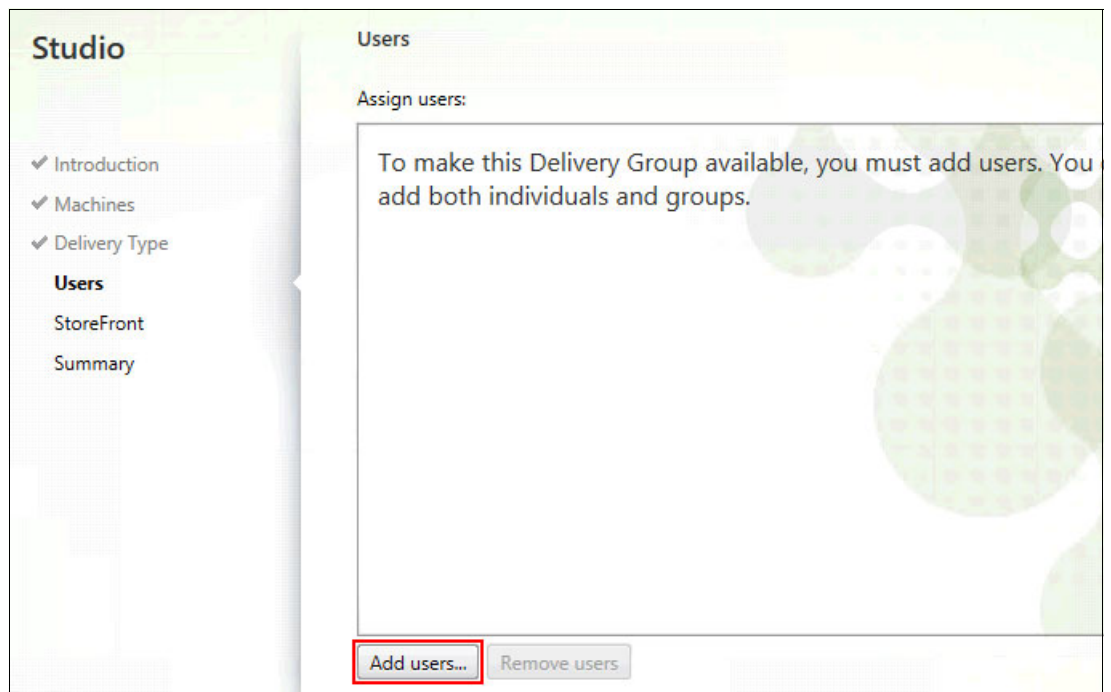 Studio
Introduction
Machines
Delivery Type
Users
StoreFront
Summary
Users
Assign users:
To make this Delivery Group available, you must add users. You
add both individuals and groups.
Add users...
Remove users